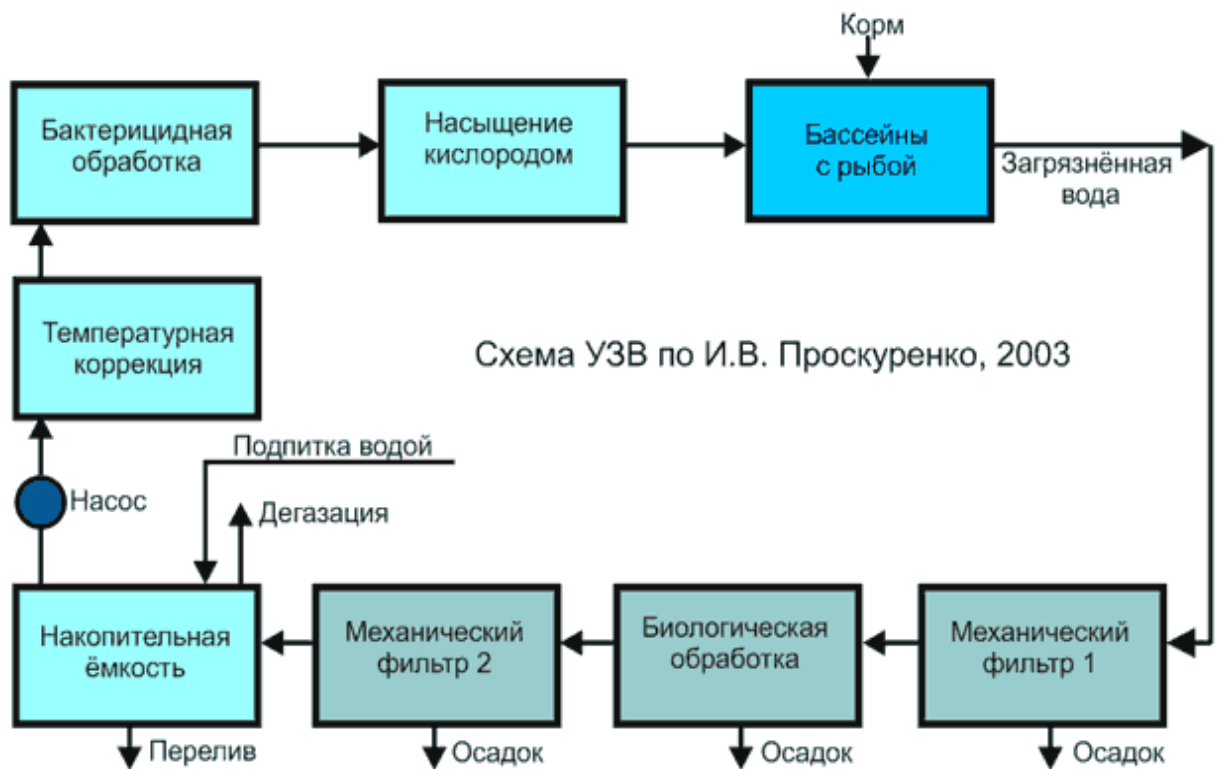 Корм
Бактерицидная
обработка
Насыщение
кислородом
Бассейны
с рыбой
Загрязнённая
вода
Температурная
коррекция
Схема УЗВ по И.В. Проскуренко, 2003
Подпитка водой
Насос
Дегазация
Накопительная
ёмкость
Механический
фильтр 2
Биологическая
обработка
Механический
фильтр 1
Перелив
Осадок
Осадок
Осадок